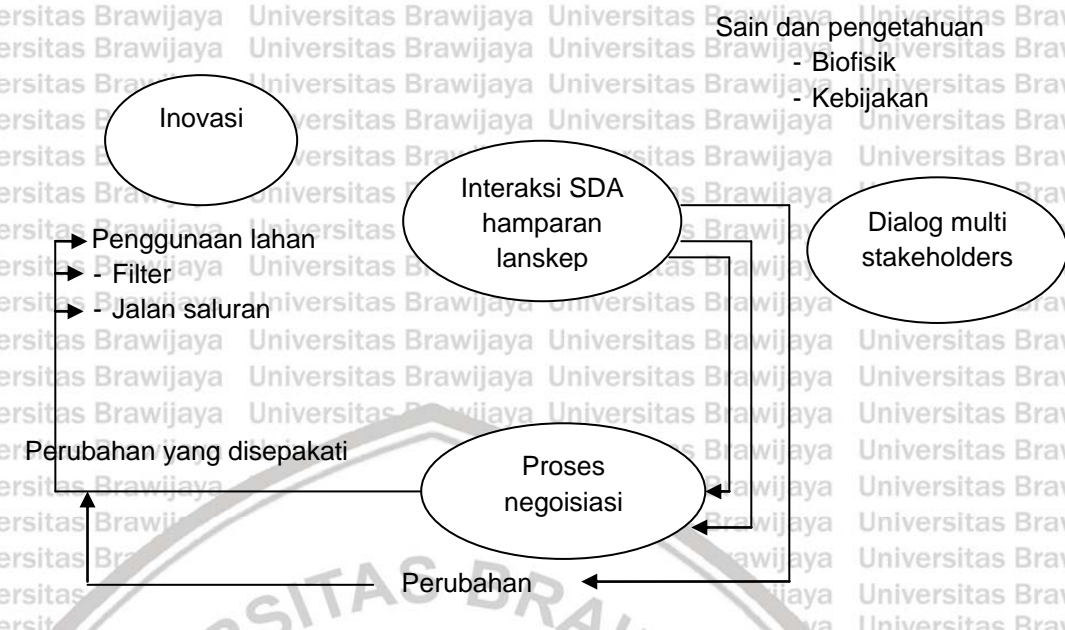 Sain dan pengetahuan
- Biofisik
- Kebijakan
Inovasi
Interaksi SDA
hamparan
lanskep
Dialog multi
stakeholders
Penggunaan lahan
- Filter
- Jalan saluran
Perubahan yang disepakati
Proses
negoisiasi
Perubahan